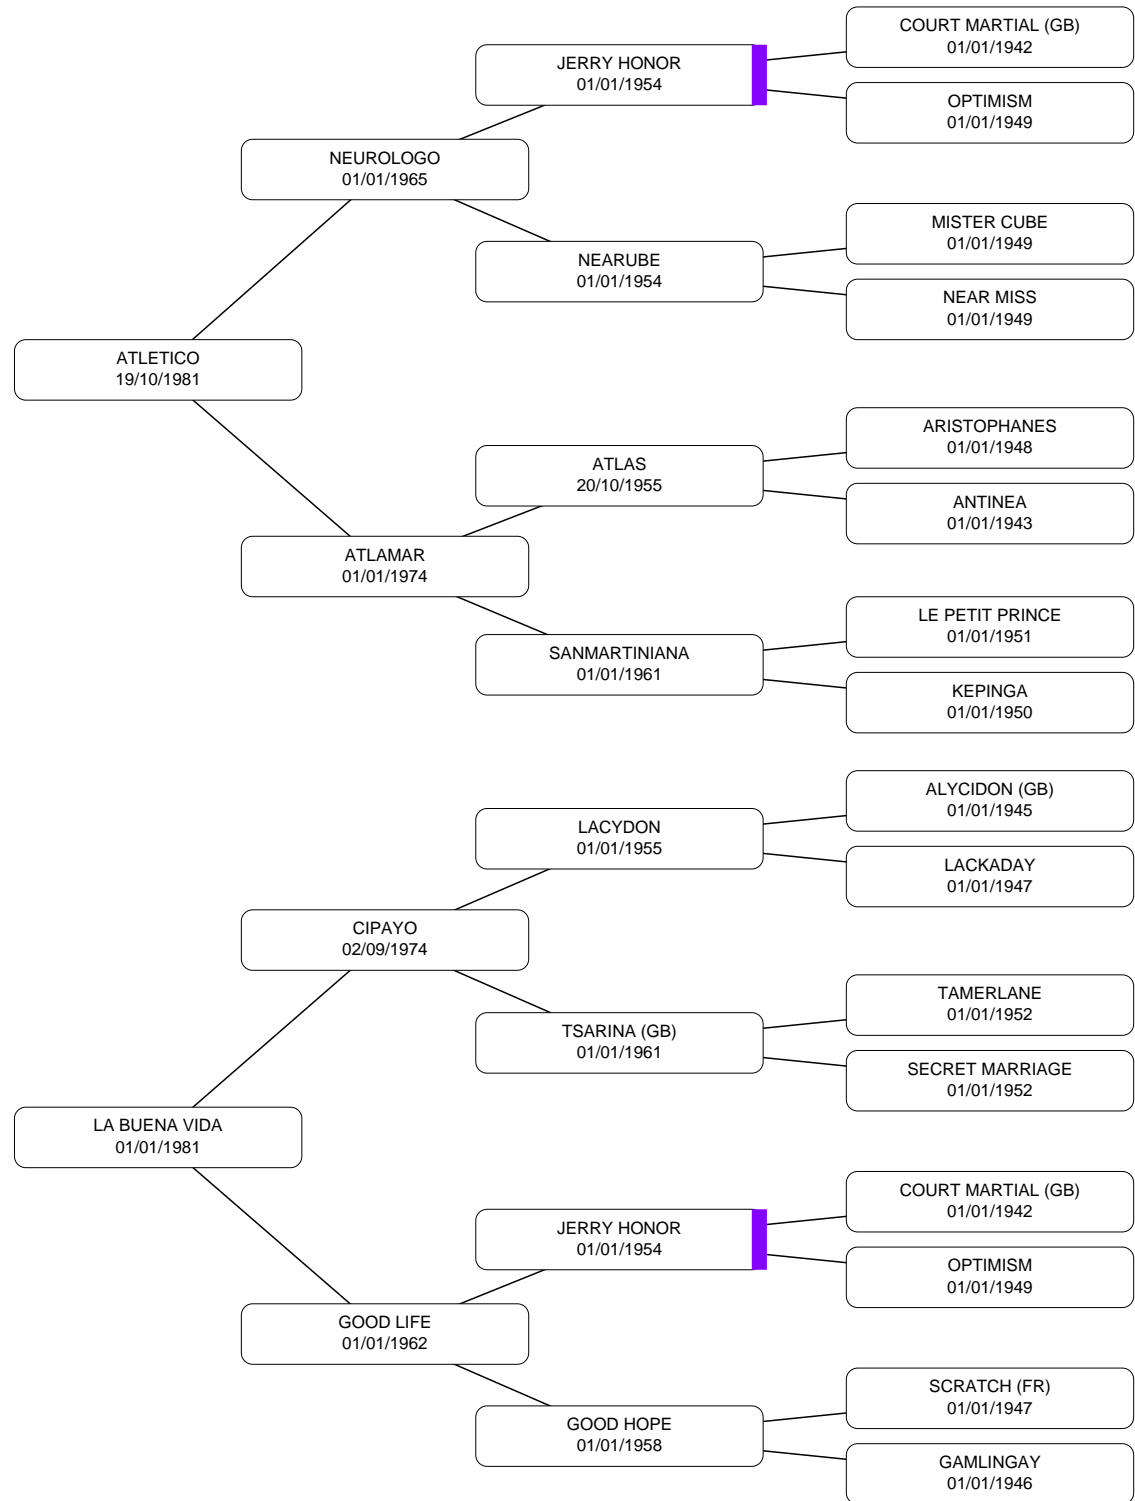 COURT MARTIAL (GB)
01/01/1942
JERRY HONOR
01/01/1954
OPTIMISM
01/01/1949
NEUROLOGO
01/01/1965
MISTER CUBE
01/01/1949
NEARUBE
01/01/1954
NEAR MISS
01/01/1949
ATLETICO
19/10/1981
ARISTOPHANES
01/01/1948
ATLAS
20/10/1955
ANTINEA
01/01/1943
ATLAMAR
01/01/1974
LE PETIT PRINCE
01/01/1951
SANMARTINIANA
01/01/1961
KEPINGA
01/01/1950
ALYCIDON (GB)
01/01/1945
LACYDON
01/01/1955
LACKADAY
01/01/1947
CIPAYO
02/09/1974
TAMERLANE
01/01/1952
TSARINA (GB)
01/01/1961
SECRET MARRIAGE
01/01/1952
LA BUENA VIDA
01/01/1981
COURT MARTIAL (GB)
01/01/1942
JERRY HONOR
01/01/1954
OPTIMISM
01/01/1949
GOOD LIFE
01/01/1962
SCRATCH (FR)
01/01/1947
GOOD HOPE
01/01/1958
GAMLINGAY
01/01/1946